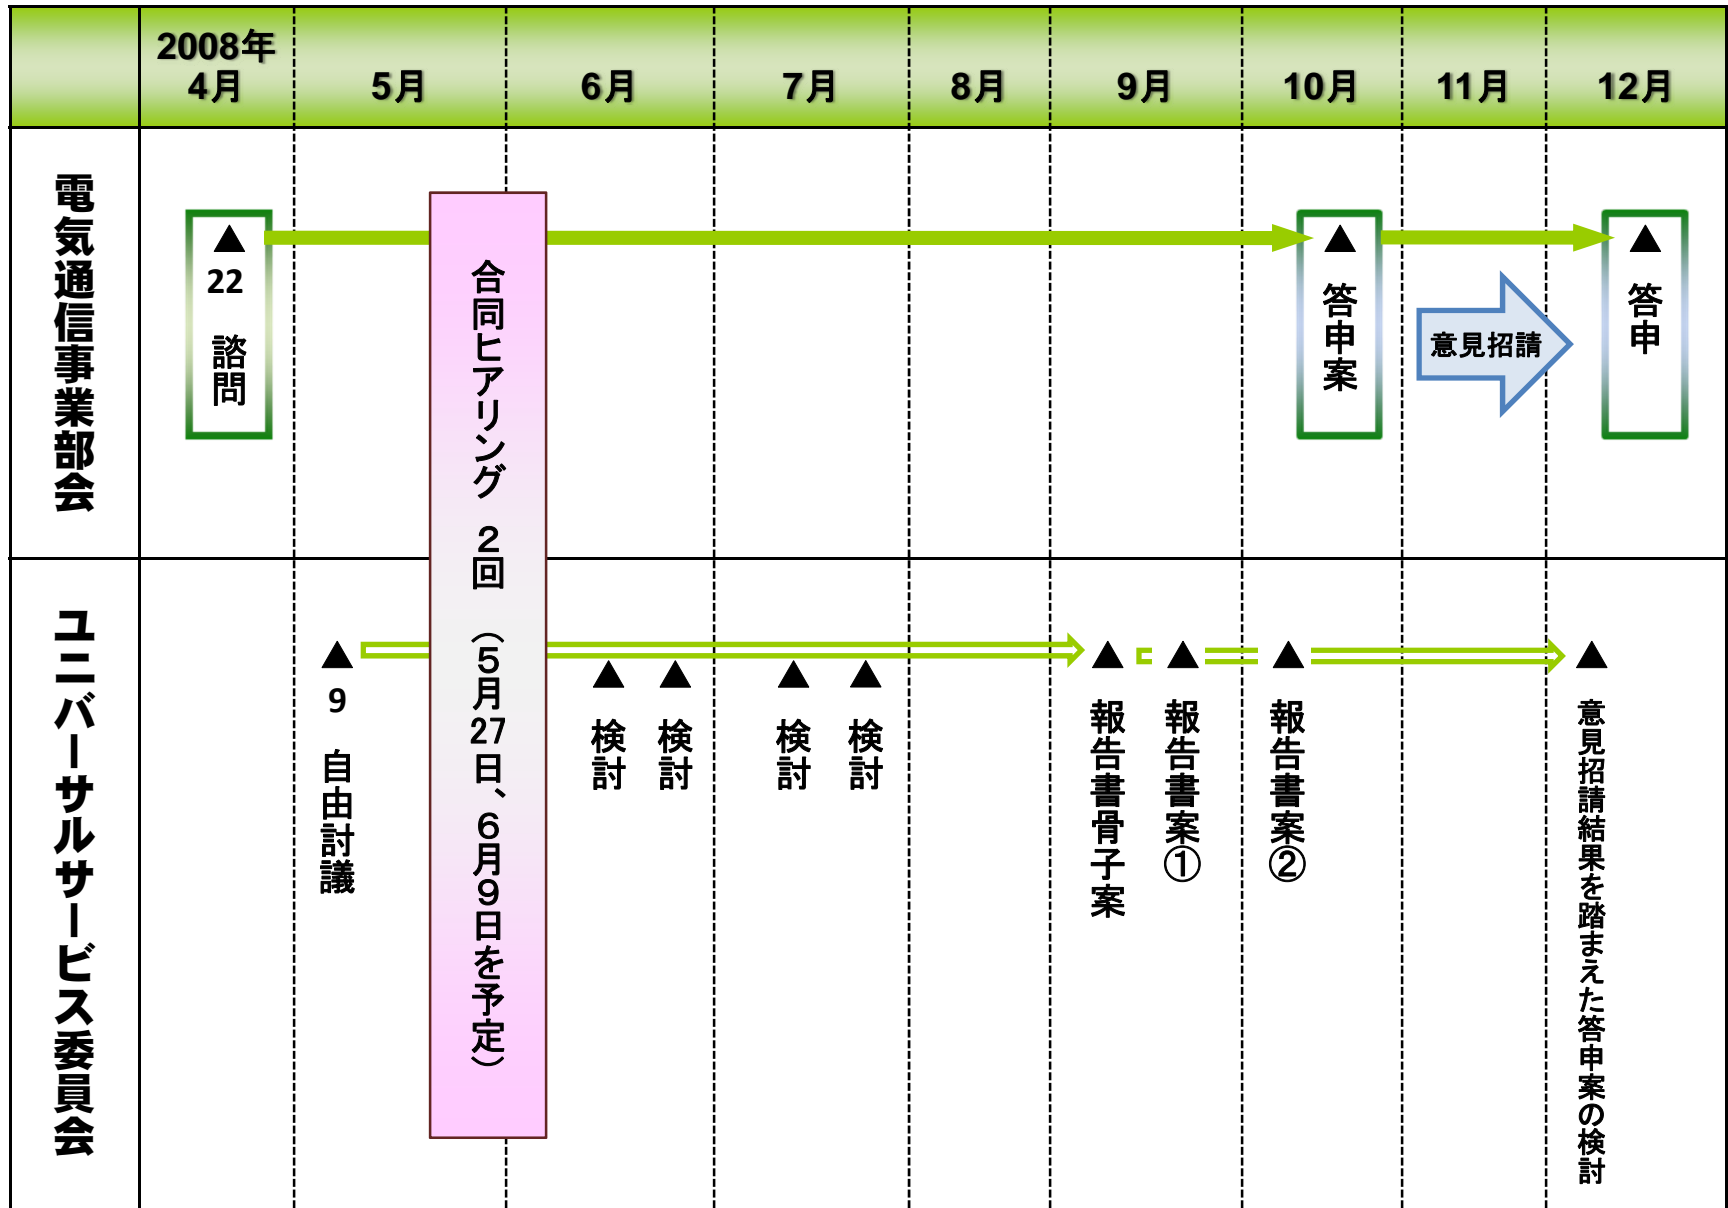 2008年
4月
5月
6月
7月
8月
9月
10月
11月
12月
電気通信事業部会
▲
22 諮問
合同ヒアリング 2回 (5月27日、6月9日を予定)
▲
答申案
意見招請
▲
答申
ユニバーサルサービス委員会
▲
9 自由討議
▲
検討
▲
検討
▲
検討
▲
検討
▲
報告書骨子案
▲
報告書案①
▲
報告書案②
▲
意見招請結果を踏まえた答申案の検討